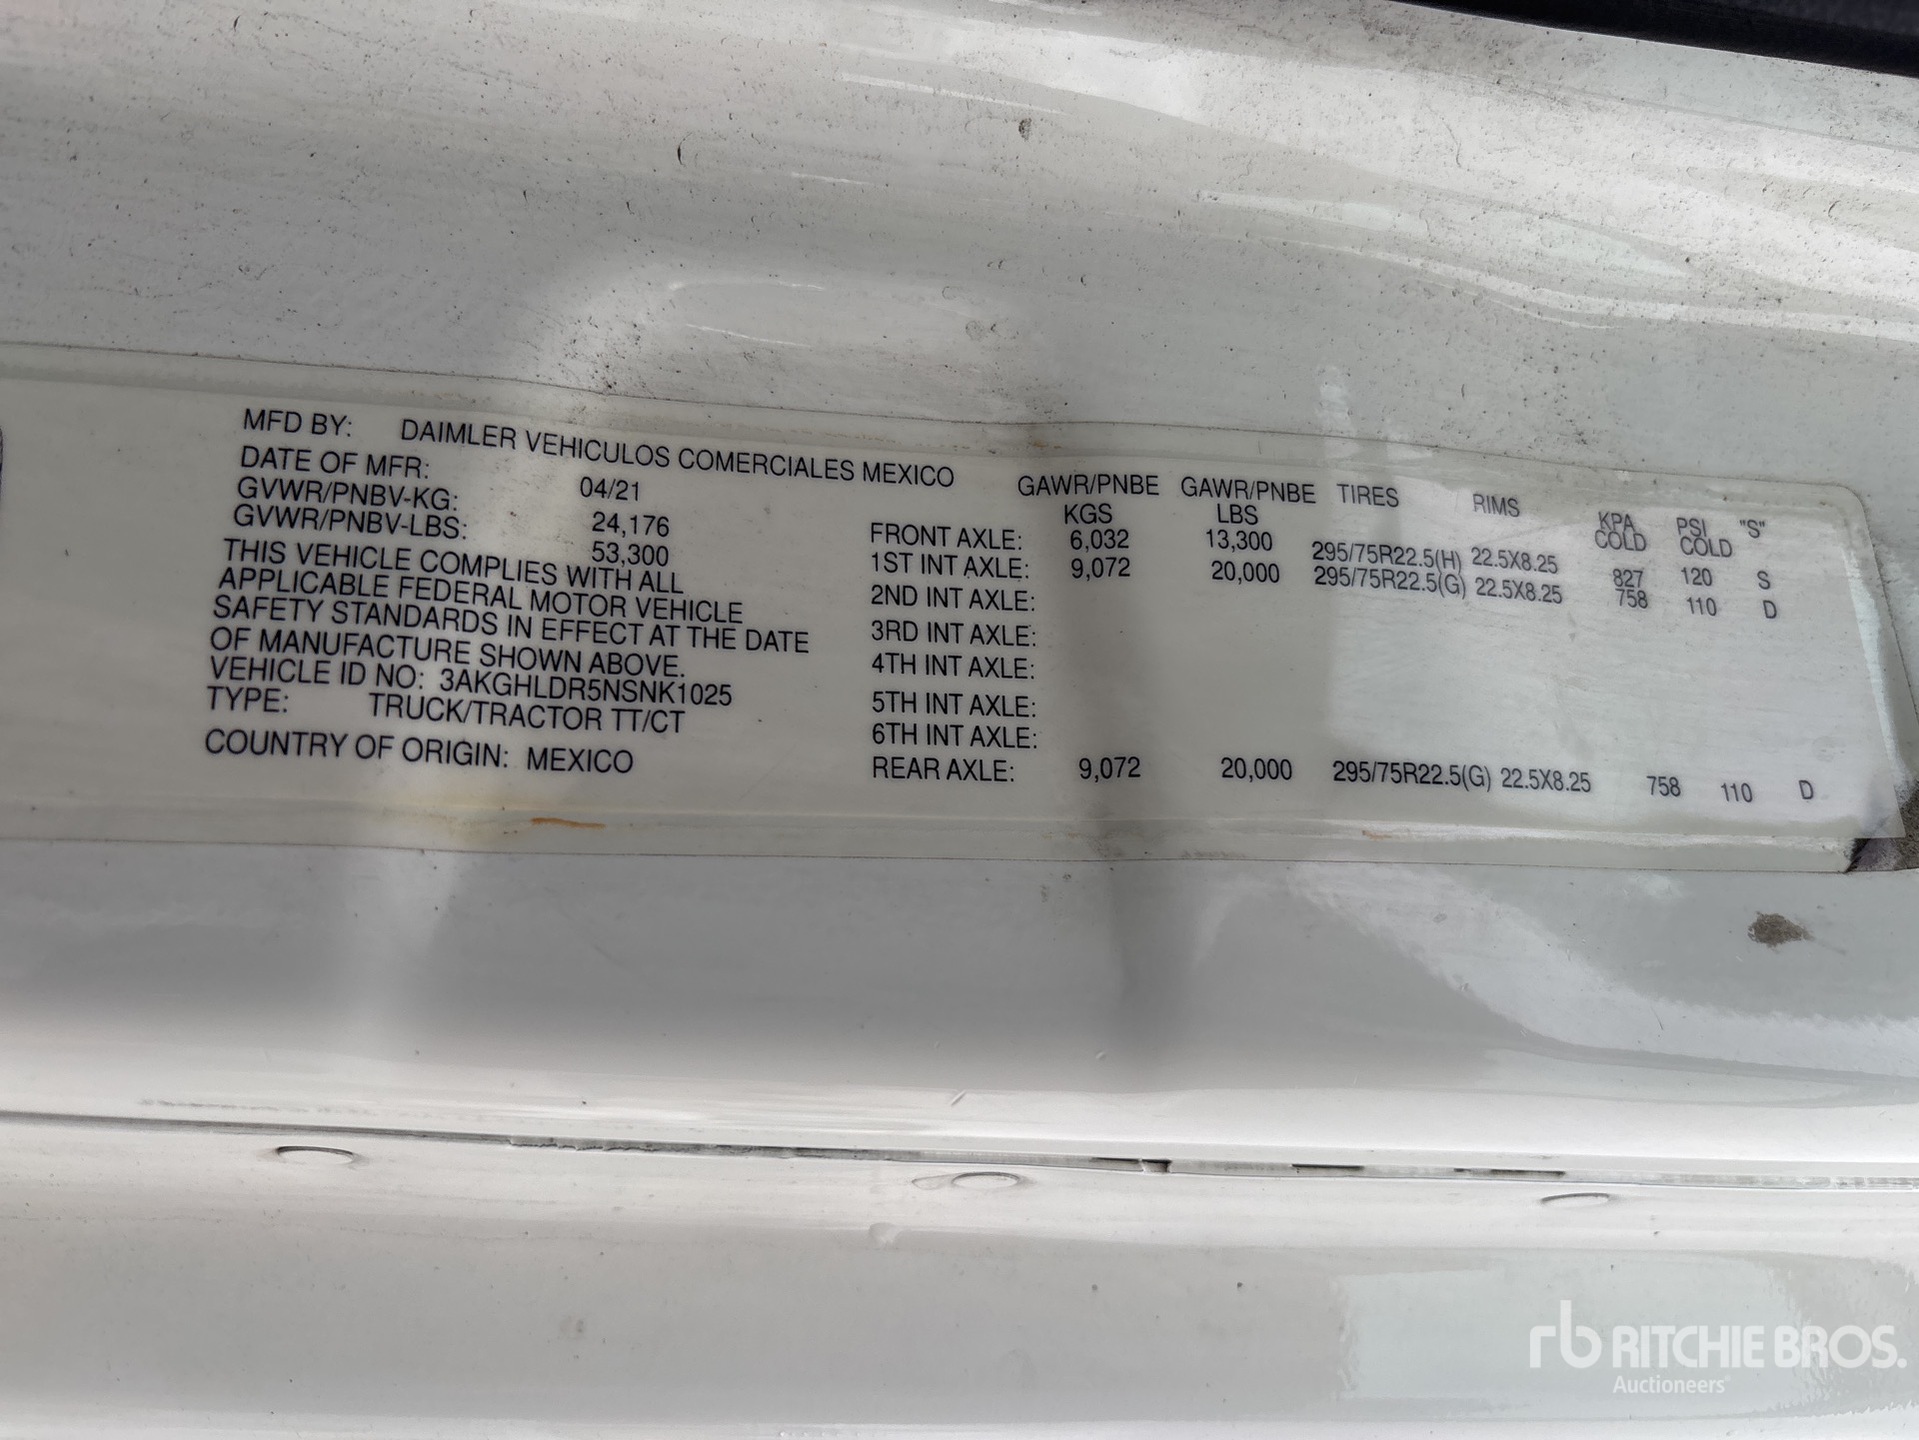 MFD BY: DAIMLER VEHICULOS COMERCIALES MEXICO
DATE OF MFR: 04/21
GVWR/PNBV-KG: 24,176
GVWR/PNBV-LBS: 53,300
THIS VEHICLE COMPLIES WITH ALL
APPLICABLE FEDERAL MOTOR VEHICLE
SAFETY STANDARDS IN EFFECT AT THE DATE
OF MANUFACTURE SHOWN ABOVE.
VEHICLE ID NO: 3AKGHLDR5NSNK1025
TYPE: TRUCK/TRACTOR TT/CT
COUNTRY OF ORIGIN: MEXICO
GAWR/PNBE GAWR/PNBE TIRES RIMS KPA PSI "S"
KGS LBS COLD COLD
FRONT AXLE: 6,032 13,300 295/75R22.5(H) 22.5X8.25 827 120 S
1ST INT AXLE: 9,072 20,000 295/75R22.5(G) 22.5X8.25 758 110 D
2ND INT AXLE:
3RD INT AXLE:
4TH INT AXLE:
5TH INT AXLE:
6TH INT AXLE:
REAR AXLE: 9,072 20,000 295/75R22.5(G) 22.5X8.25 758 110 D
rb RITCHIE BROS.
Auctioneers